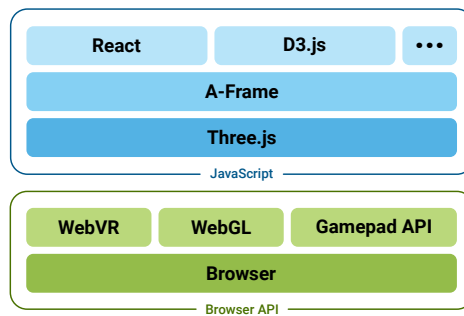 React D3.js •••
A-Frame
Three.js
JavaScript
WebVR WebGL Gamepad API
Browser
Browser API